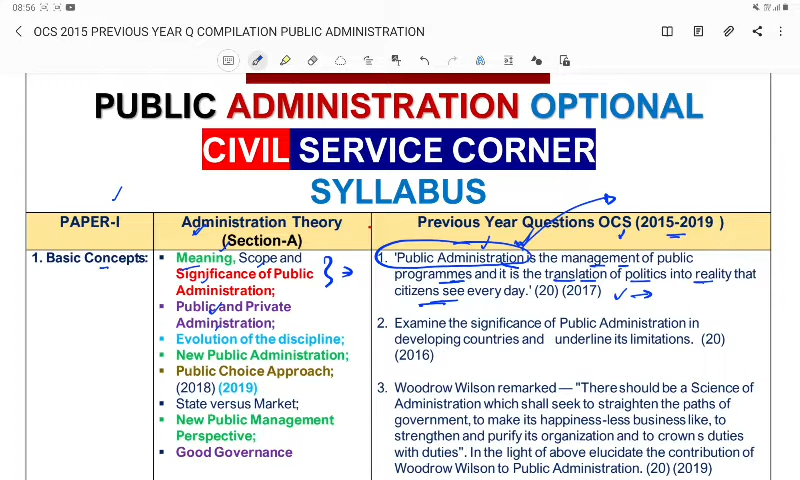 08:56
OCS 2015 PREVIOUS YEAR Q COMPILATION PUBLIC ADMINISTRATION
PUBLIC ADMINISTRATION OPTIONAL
CIVIL SERVICE CORNER
SYLLABUS
PAPER-I
Administration Theory
(Section-A)
Previous Year Questions OCS (2015-2019 )
1. Basic Concepts:
▪ Meaning, Scope and
Significance of Public
Administration;
▪ Public and Private
Administration;
▪ Evolution of the discipline;
▪ New Public Administration;
▪ Public Choice Approach;
(2018) (2019)
▪ State versus Market;
▪ New Public Management
Perspective;
▪ Good Governance
1. 'Public Administration is the management of public
programmes and it is the translation of politics into reality that
citizens see every day.' (20) (2017)
2. Examine the significance of Public Administration in
developing countries and underline its limitations. (20)
(2016)
3. Woodrow Wilson remarked — "There should be a Science of
Administration which shall seek to straighten the paths of
government, to make its happiness-less business like, to
strengthen and purify its organization and to crown s duties
with duties". In the light of above elucidate the contribution of
Woodrow Wilson to Public Administration. (20) (2019)